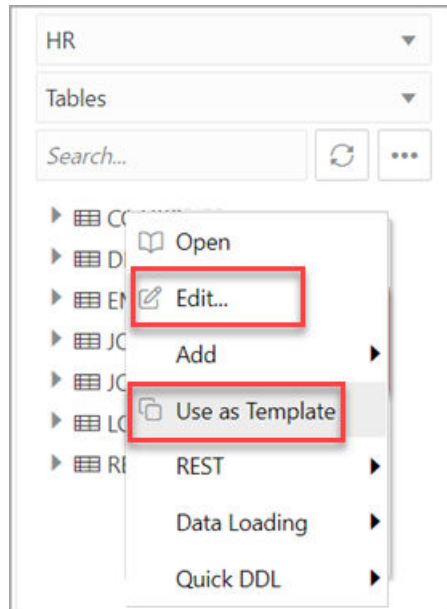 HR
Tables
Search...
Open
Edit...
Add
Use as Template
REST
Data Loading
Quick DDL